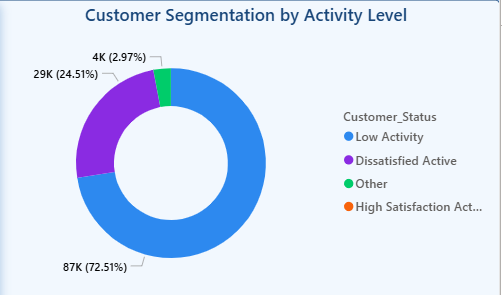 Customer Segmentation by Activity Level
4K (2.97%)
29K (24.51%)
87K (72.51%)
Customer_Status
Low Activity
Dissatisfied Active
Other
High Satisfaction Act...